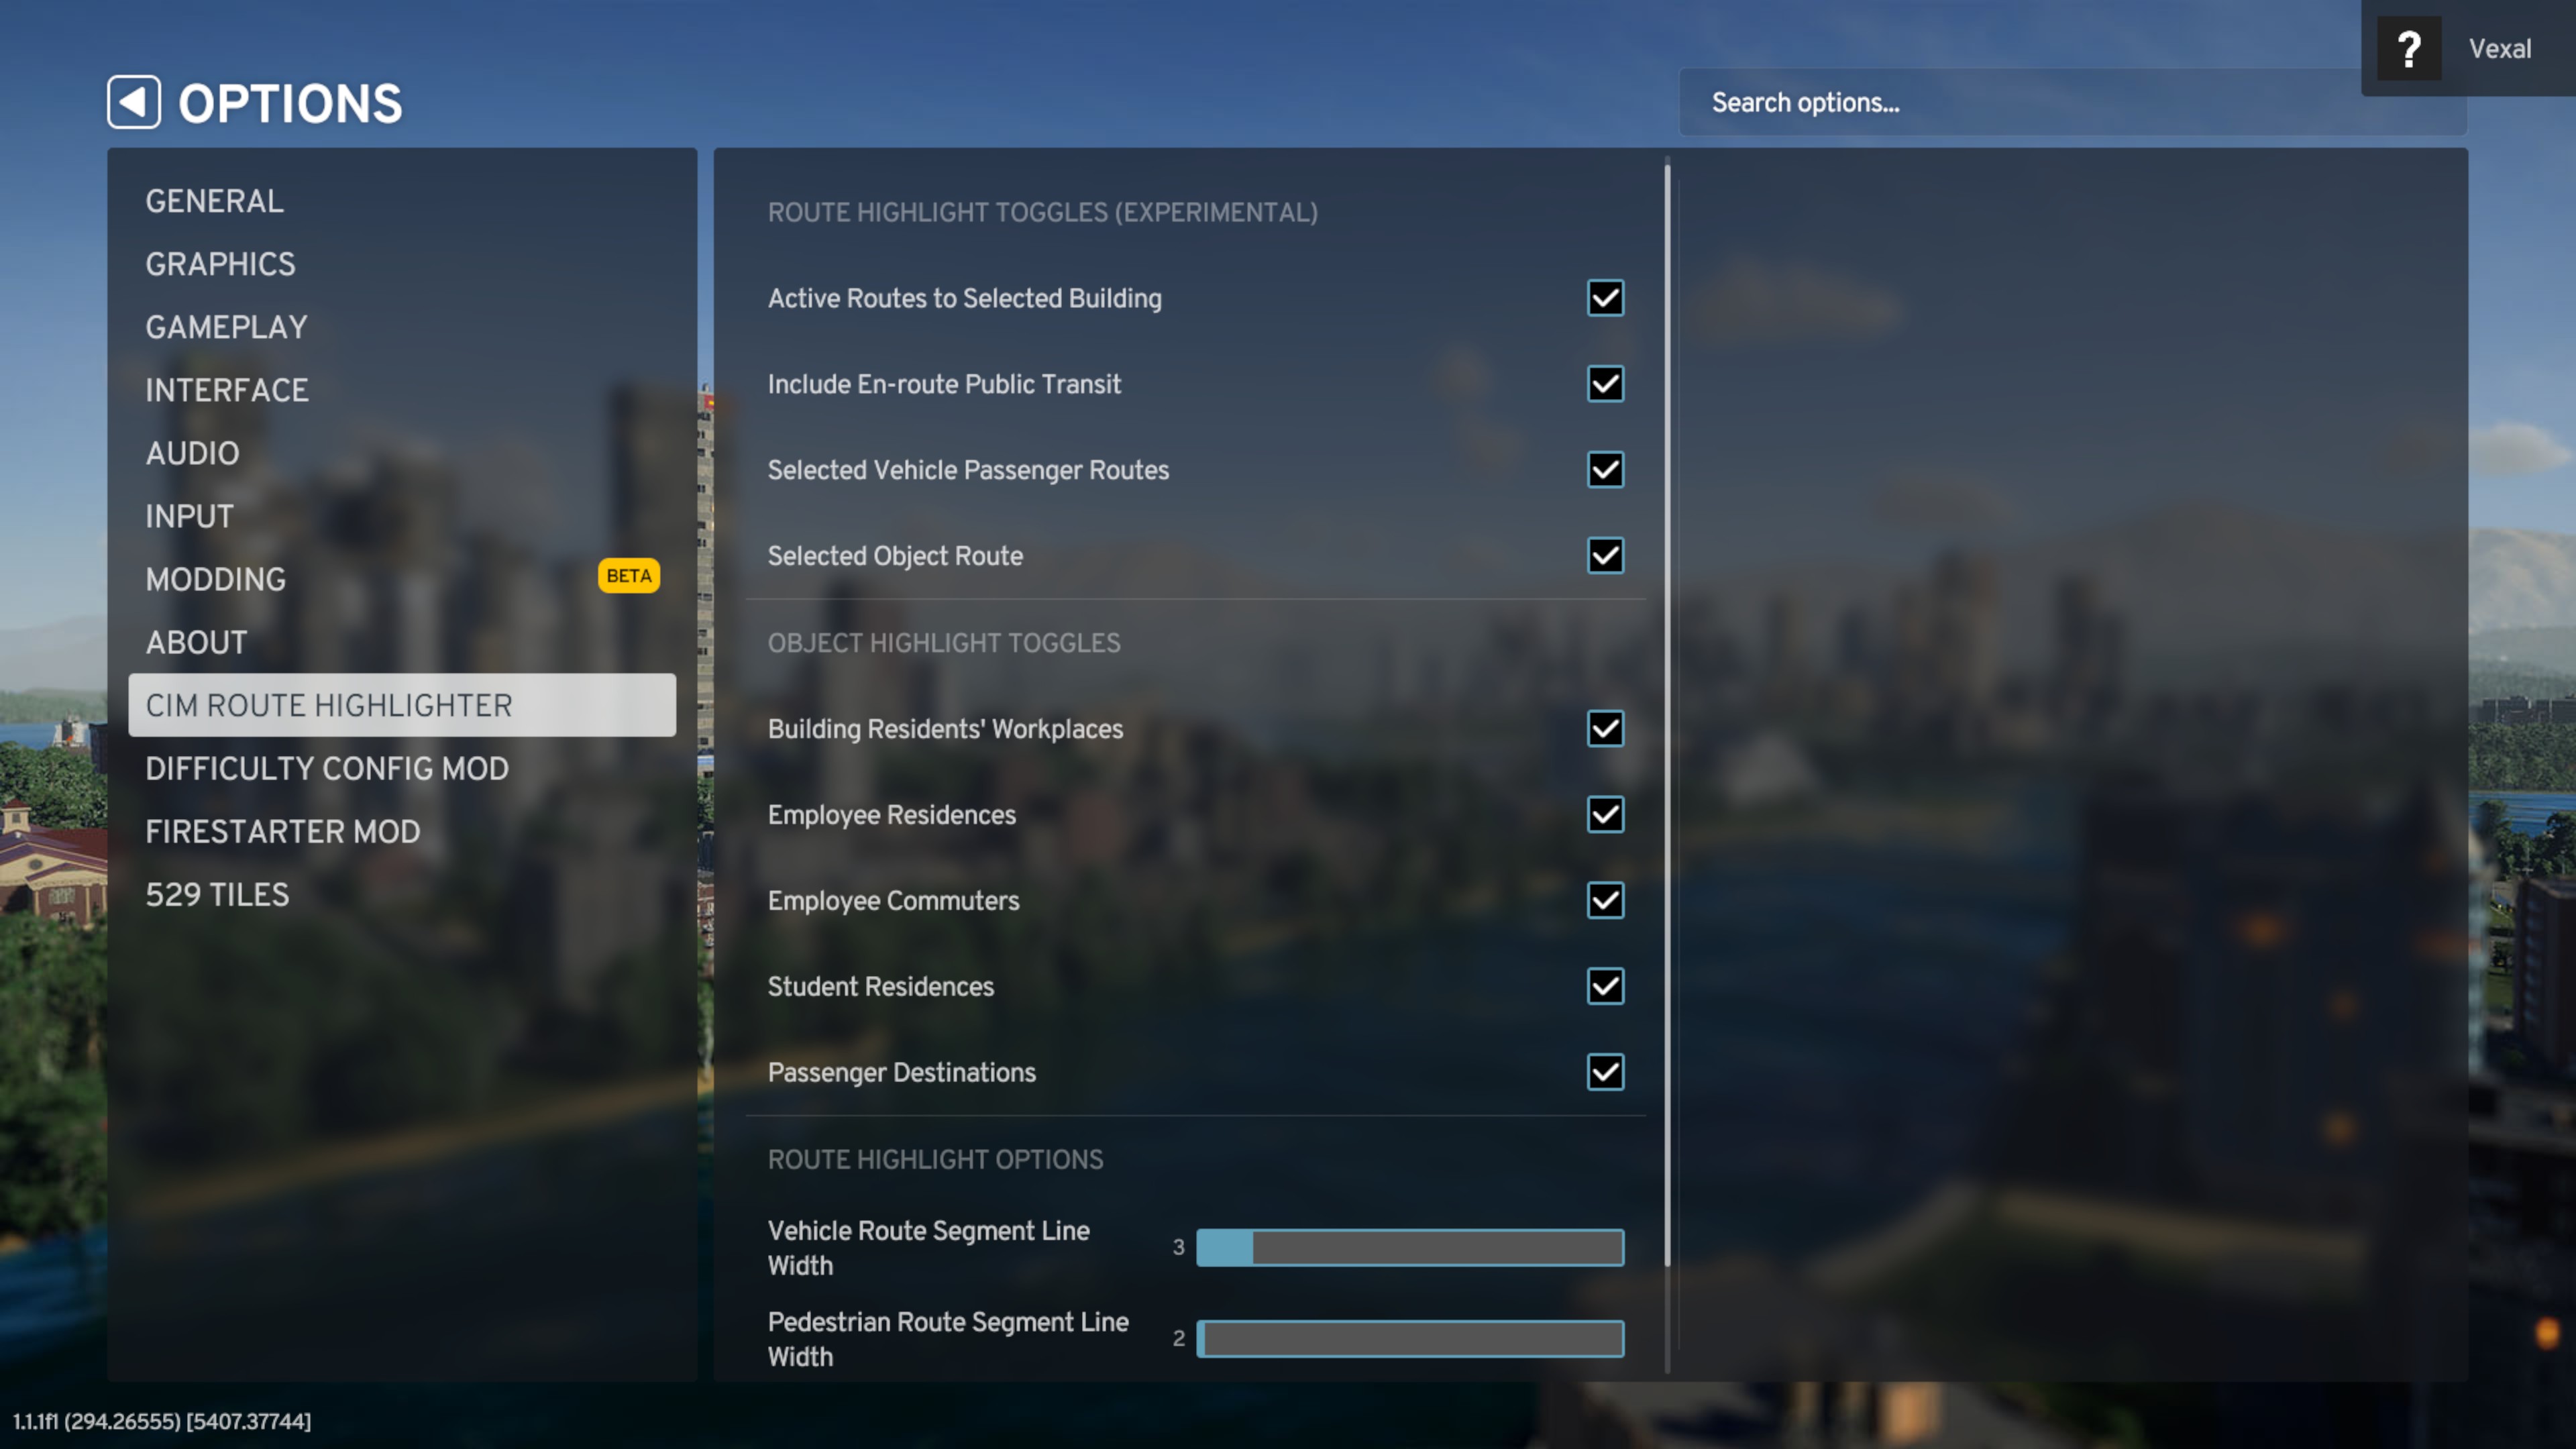 ? Vexal
OPTIONS
Search options...
GENERAL
GRAPHICS
GAMEPLAY
INTERFACE
AUDIO
INPUT
MODDING BETA
ABOUT
CIM ROUTE HIGHLIGHTER
DIFFICULTY CONFIG MOD
FIRESTARTER MOD
529 TILES
ROUTE HIGHLIGHT TOGGLES (EXPERIMENTAL)
Active Routes to Selected Building
Include En-route Public Transit
Selected Vehicle Passenger Routes
Selected Object Route
OBJECT HIGHLIGHT TOGGLES
Building Residents' Workplaces
Employee Residences
Employee Commuters
Student Residences
Passenger Destinations
ROUTE HIGHLIGHT OPTIONS
Vehicle Route Segment Line
Width
3
Pedestrian Route Segment Line
Width
2
1.1.1f1 (294.26555) [5407.37744]